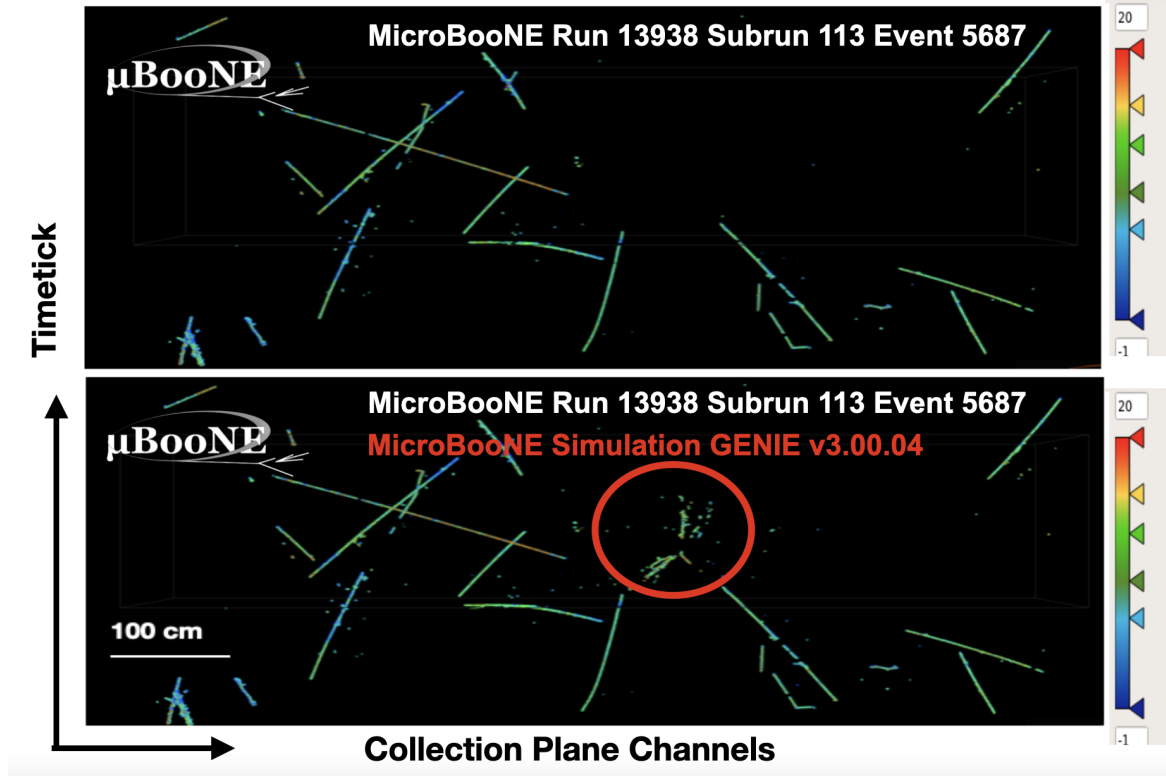 MicroBooNE Run 13938 Subrun 113 Event 5687
µBooNE
20
-1
Timetick
MicroBooNE Run 13938 Subrun 113 Event 5687
MicroBooNE Simulation GENIE v3.00.04
µBooNE
100 cm
20
-1
Collection Plane Channels